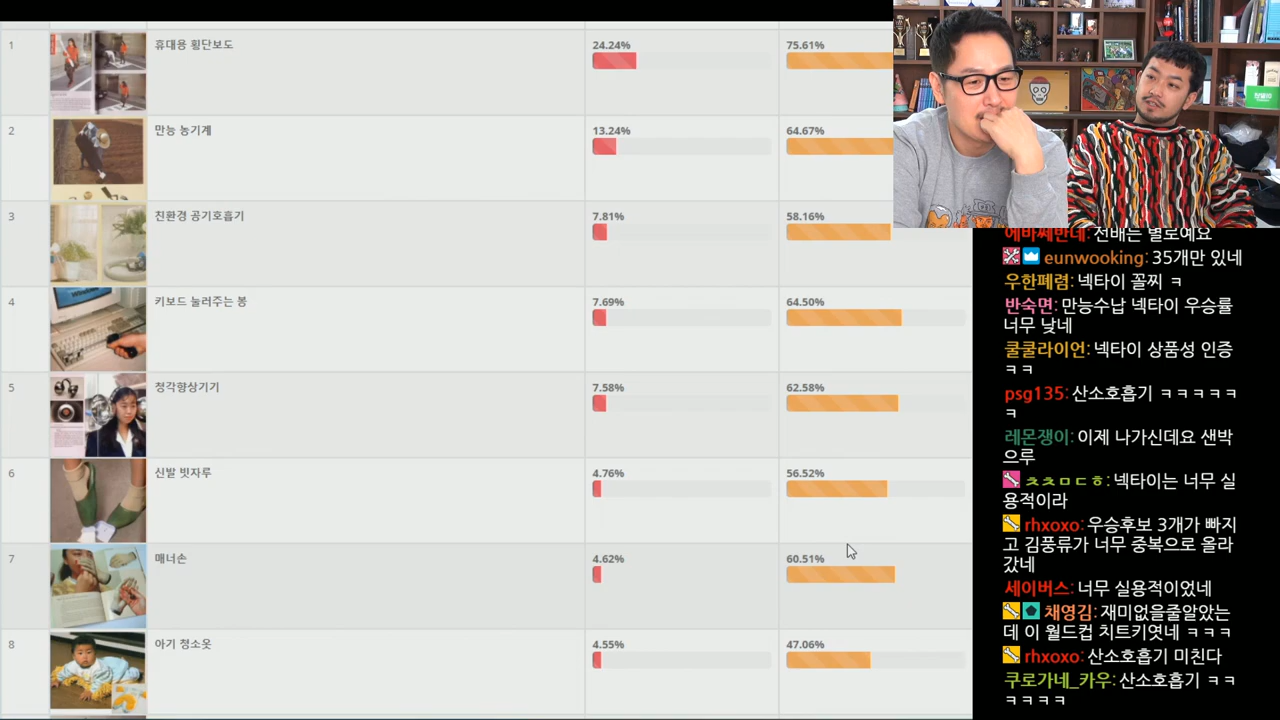 1
휴대용 횡단보도
24.24%
75.61%
2
만능 농기계
13.24%
64.67%
3
친환경 공기호흡기
7.81%
58.16%
4
키보드 눌러주는 봉
7.69%
64.50%
5
청각향상기기
7.58%
62.58%
6
신발 빗자루
4.76%
56.52%
7
매너손
4.62%
60.51%
8
아기 청소옷
4.55%
47.06%
에바쎄반데: 선배는 별로예요
eunwooking: 35개만 있네
우한폐렴: 넥타이 꼴찌 ㅋ
반숙면: 만능수납 넥타이 우승률
너무 낮네
쿨쿨라이언: 넥타이 상품성 인증
ㅋㅋ
psg135: 산소호흡기 ㅋㅋㅋㅋㅋ
ㅋ
레몬쟁이: 이제 나가신데요 샌박
으루
ㅊㅊㅁㄷㅎ: 넥타이는 너무 실
용적이라
rhxoxo: 우승후보 3개가 빠지
고 김풍류가 너무 중복으로 올라
갔네
세이버스: 너무 실용적이었네
채영김: 재미없을줄알았는
데 이 월드컵 치트키엿네 ㅋㅋㅋ
rhxoxo: 산소호흡기 미친다
쿠로가네_카우: 산소호흡기 ㅋㅋ
ㅋㅋㅋㅋ